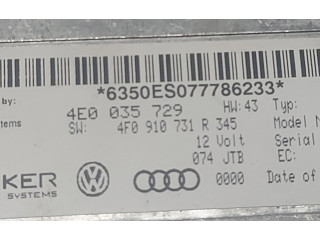 *6350ES077786233*
by:
4E0 035 729 HW: 43 Typ:
stems SW: 4F0 910 731 R 345 Model N
12 Volt Serial
074 JTB EC:
KER 0000 Date of
SYSTEMS